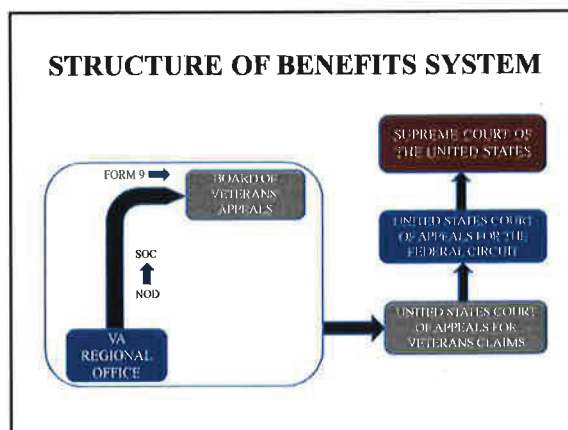 STRUCTURE OF BENEFITS SYSTEM
SUPREME COURT OF
THE UNITED STATES
FORM 9
BOARD OF
VETERANS
APPEALS
UNITED STATES COURT
OF APPEALS FOR THE
FEDERAL CIRCUIT
SOC
NOD
VA
REGIONAL
OFFICE
UNITED STATES COURT
OF APPEALS FOR
VETERANS CLAIMS